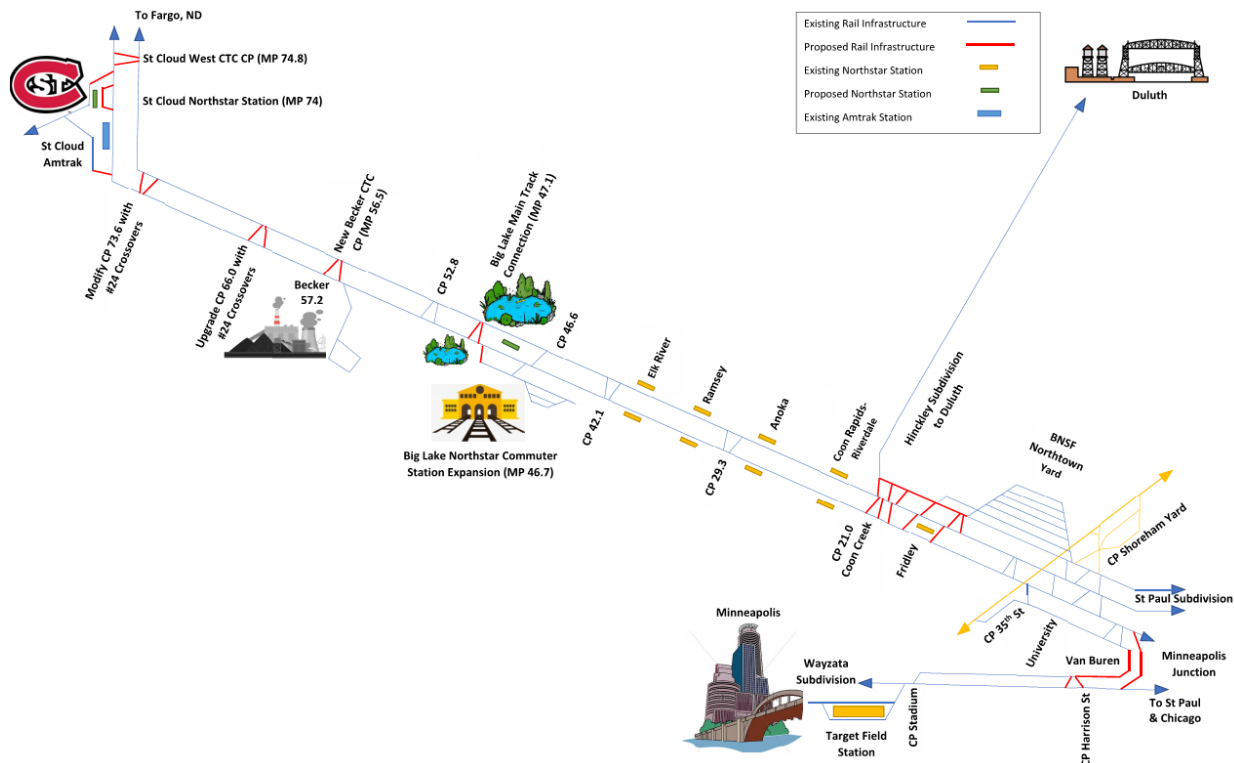 To Fargo, ND
St Cloud West CTC CP (MP 74.8)
St Cloud Northstar Station (MP 74)
St Cloud
Amtrak
Existing Rail Infrastructure
Proposed Rail Infrastructure
Existing Northstar Station
Proposed Northstar Station
Existing Amtrak Station
Duluth
Modify CP 73.6 with
#24 Crossovers
Upgrade CP 66.0 with
#24 Crossovers
New Becker CTC
CP (MP 56.5)
Becker
57.2
CP 52.8
Big Lake Main Track
Connection (MP 47.1)
CP 46.6
Big Lake Northstar Commuter
Station Expansion (MP 46.7)
CP 42.1
Elk River
Ramsey
CP 29.3
Anoka
Coon Rapids-
Riverdale
Hinckley Subdivision
to Duluth
CP 21.0
Coon Creek
Fridley
BNSF
Northtown
Yard
CP Shoreham Yard
St Paul Subdivision
CP 35th St
University
Van Buren
Minneapolis
Junction
To St Paul
& Chicago
CP Harrison St
CP Stadium
Minneapolis
Wayzata
Subdivision
Target Field
Station